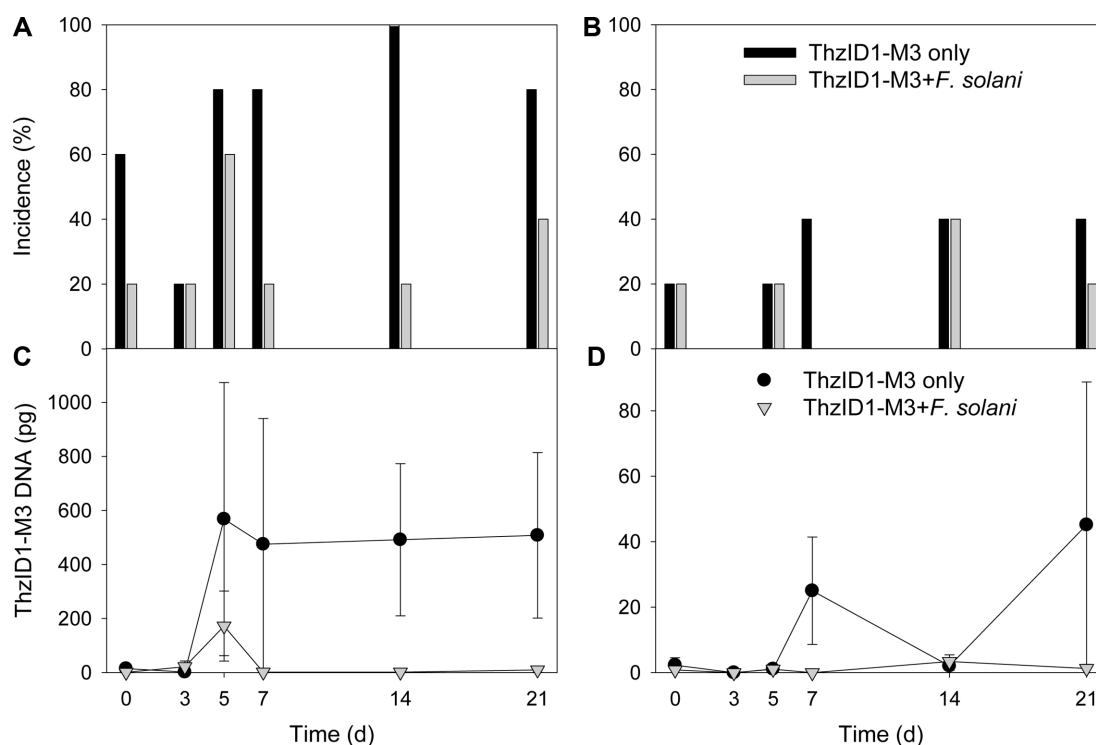 A
Incidence (%)
100
80
60
40
20
0
B
100
80
60
40
20
0
ThzID1-M3 only
ThzID1-M3+F. solani
C
ThzID1-M3 DNA (pg)
1000
800
600
400
200
0
0 3 5 7 14 21
Time (d)
D
80
60
40
20
0
ThzID1-M3 only
ThzID1-M3+F. solani
0 3 5 7 14 21
Time (d)